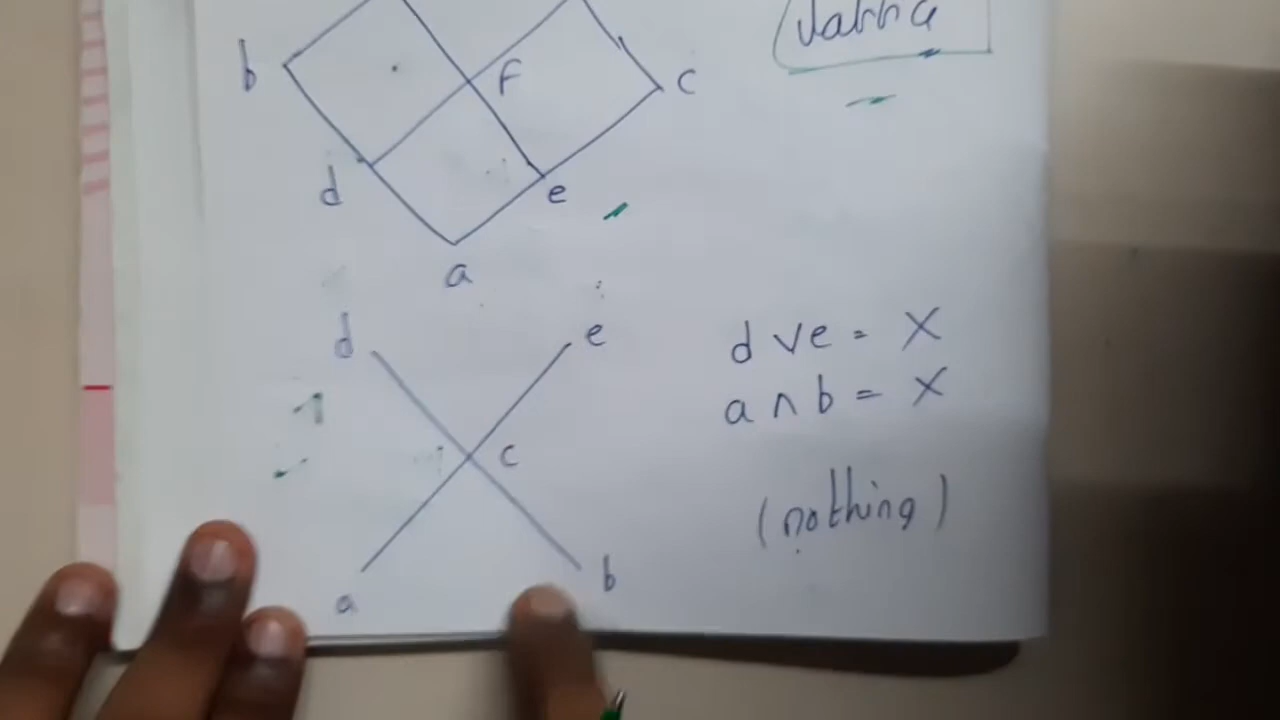 b
f
c
d
e
a
d
e
d ∨ e = X
a ∩ b = X
c
(nothing)
a
b